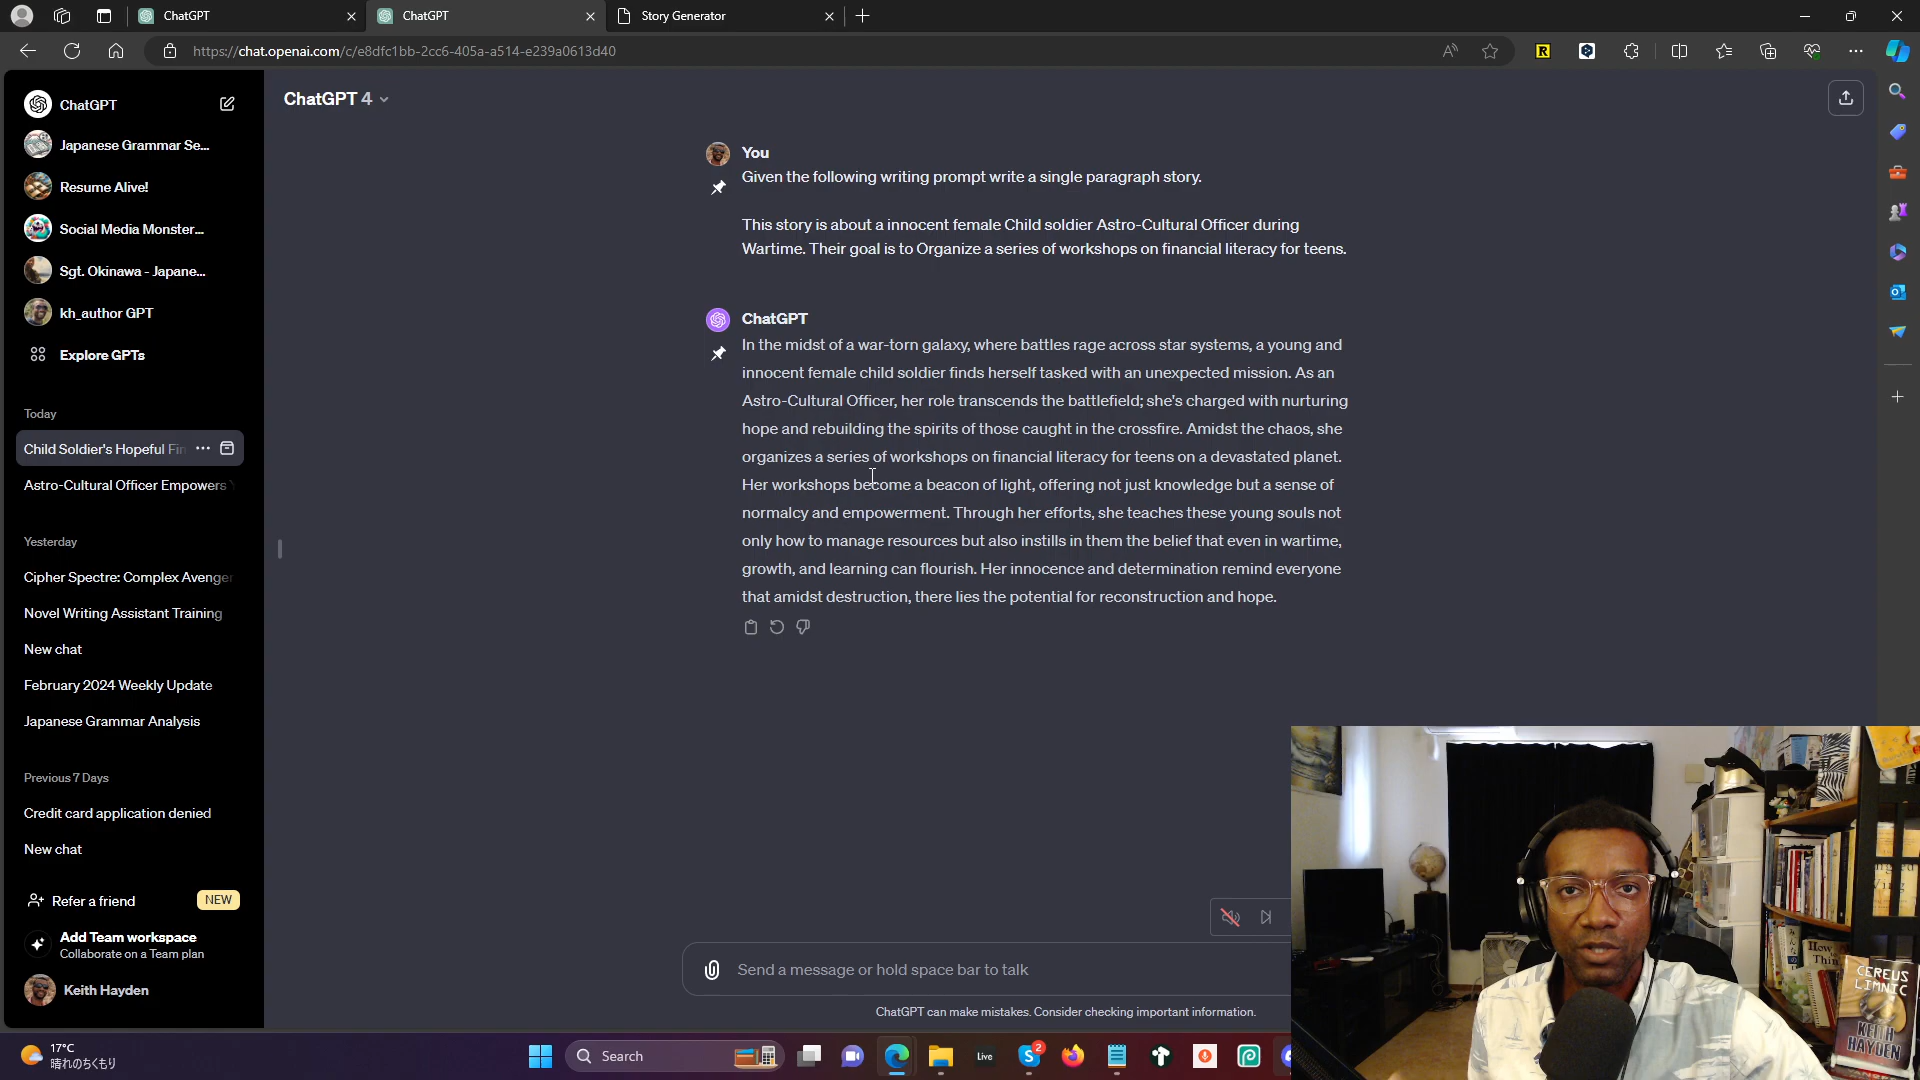 ChatGPT
ChatGPT
Story Generator
https://chat.openai.com/c/e8dfc1bb-2cc6-405a-a514-e239a0613d40
ChatGPT
Japanese Grammar Se...
Resume Alive!
Social Media Monster...
Sgt. Okinawa - Japane...
kh_author GPT
Explore GPTs
Today
Child Soldier's Hopeful Fin
Astro-Cultural Officer Empowers Y
Yesterday
Cipher Spectre: Complex Avenger
Novel Writing Assistant Training
New chat
February 2024 Weekly Update
Japanese Grammar Analysis
Previous 7 Days
Credit card application denied
New chat
Refer a friend
NEW
Add Team workspace
Collaborate on a Team plan
Keith Hayden
ChatGPT 4
You
Given the following writing prompt write a single paragraph story.
This story is about a innocent female Child soldier Astro-Cultural Officer during
Wartime. Their goal is to Organize a series of workshops on financial literacy for teens.
ChatGPT
In the midst of a war-torn galaxy, where battles rage across star systems, a young and
innocent female child soldier finds herself tasked with an unexpected mission. As an
Astro-Cultural Officer, her role transcends the battlefield; she's charged with nurturing
hope and rebuilding the spirits of those caught in the crossfire. Amidst the chaos, she
organizes a series of workshops on financial literacy for teens on a devastated planet.
Her workshops become a beacon of light, offering not just knowledge but a sense of
normalcy and empowerment. Through her efforts, she teaches these young souls not
only how to manage resources but also instills in them the belief that even in wartime,
growth, and learning can flourish. Her innocence and determination remind everyone
that amidst destruction, there lies the potential for reconstruction and hope.
Send a message or hold space bar to talk
ChatGPT can make mistakes. Consider checking important information.
CEREUS
LIMNIC
KEITH
HAYDEN
17°C
晴れのちくもり
Search
Live
2